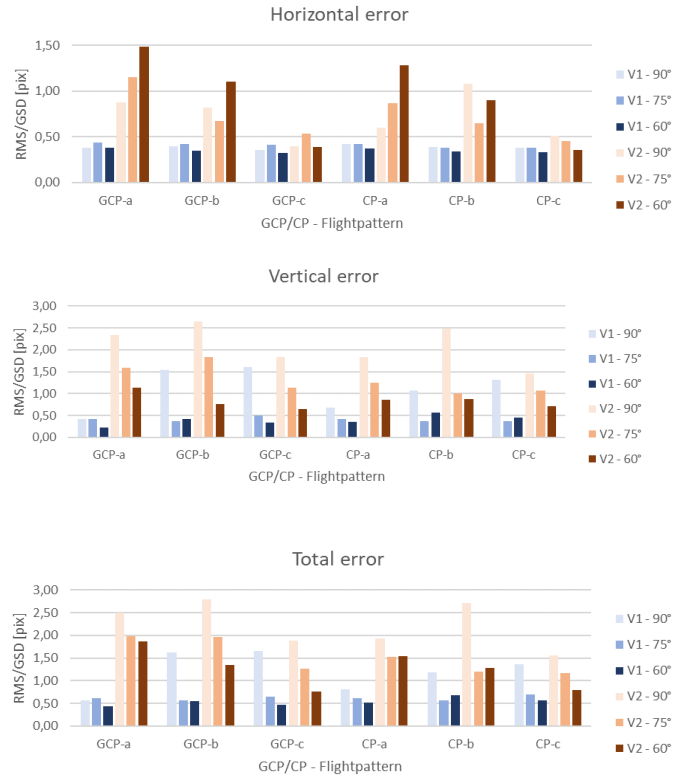 Horizontal error
RMS/GSD [pix]
1,50
1,00
0,50
0,00
GCP-a GCP-b GCP-c CP-a CP-b CP-c
GCP/CP - Flightpattern
V1 - 90°
V1 - 75°
V1 - 60°
V2 - 90°
V2 - 75°
V2 - 60°
Vertical error
RMS/GSD [pix]
3,00
2,50
2,00
1,50
1,00
0,50
0,00
GCP-a GCP-b GCP-c CP-a CP-b CP-c
GCP/CP - Flightpattern
V1 - 90°
V1 - 75°
V1 - 60°
V2 - 90°
V2 - 75°
V2 - 60°
Total error
RMS/GSD [pix]
3,00
2,50
2,00
1,50
1,00
0,50
0,00
GCP-a GCP-b GCP-c CP-a CP-b CP-c
GCP/CP - Flightpattern
V1 - 90°
V1 - 75°
V1 - 60°
V2 - 90°
V2 - 75°
V2 - 60°